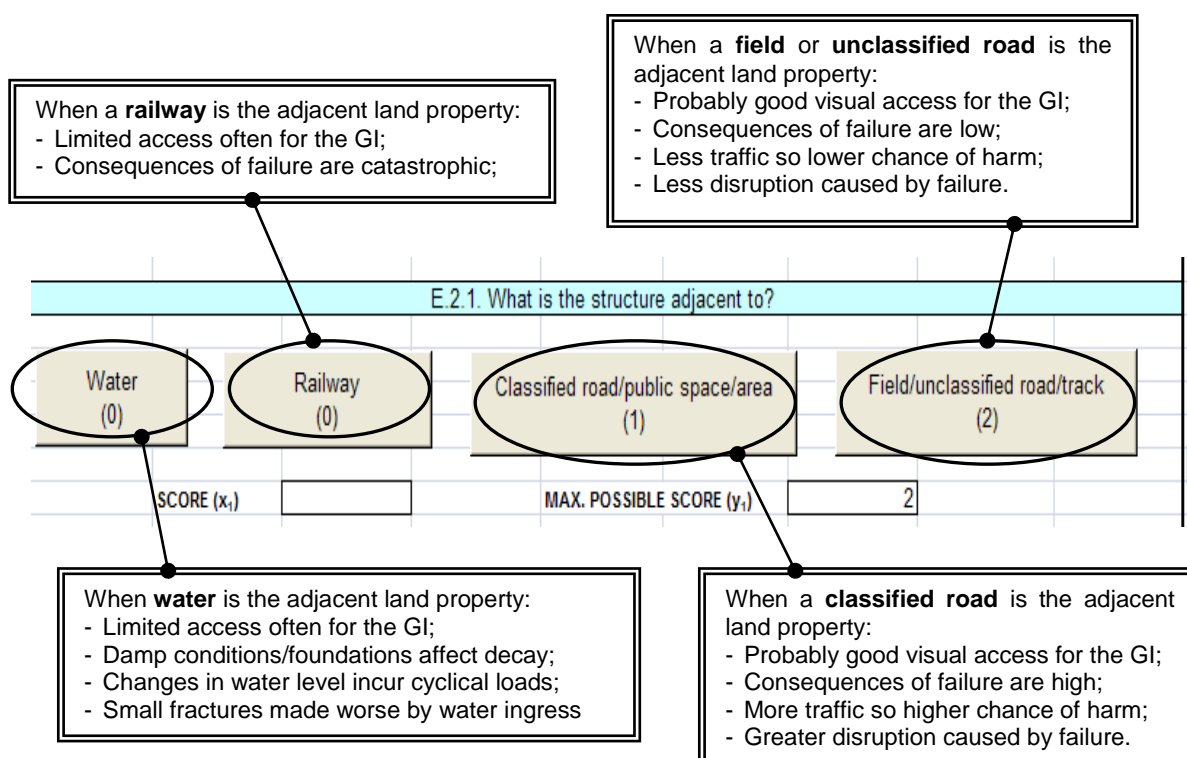 When a railway is the adjacent land property:
- Limited access often for the GI;
- Consequences of failure are catastrophic;
When a field or unclassified road is the
adjacent land property:
- Probably good visual access for the GI;
- Consequences of failure are low;
- Less traffic so lower chance of harm;
- Less disruption caused by failure.
E.2.1. What is the structure adjacent to?
Water
(0)
Railway
(0)
Classified road/public space/area
(1)
Field/unclassified road/track
(2)
SCORE (x₁)
MAX. POSSIBLE SCORE (y₁)
2
When water is the adjacent land property:
- Limited access often for the GI;
- Damp conditions/foundations affect decay;
- Changes in water level incur cyclical loads;
- Small fractures made worse by water ingress
When a classified road is the adjacent
land property:
- Probably good visual access for the GI;
- Consequences of failure are high;
- More traffic so higher chance of harm;
- Greater disruption caused by failure.